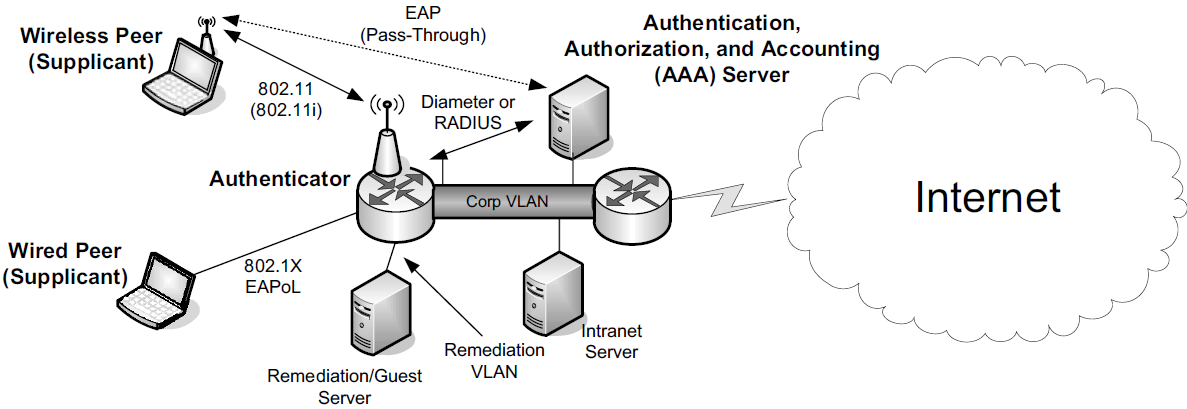 EAP
(Pass-Through)
Authentication,
Authorization, and Accounting
(AAA) Server
Wireless Peer
(Supplicant)
802.11
(802.11i)
Diameter or
RADIUS
Authenticator
Corp VLAN
Internet
Wired Peer
(Supplicant)
802.1X
EAPoL
Remediation/Guest
Server
Remediation
VLAN
Intranet
Server